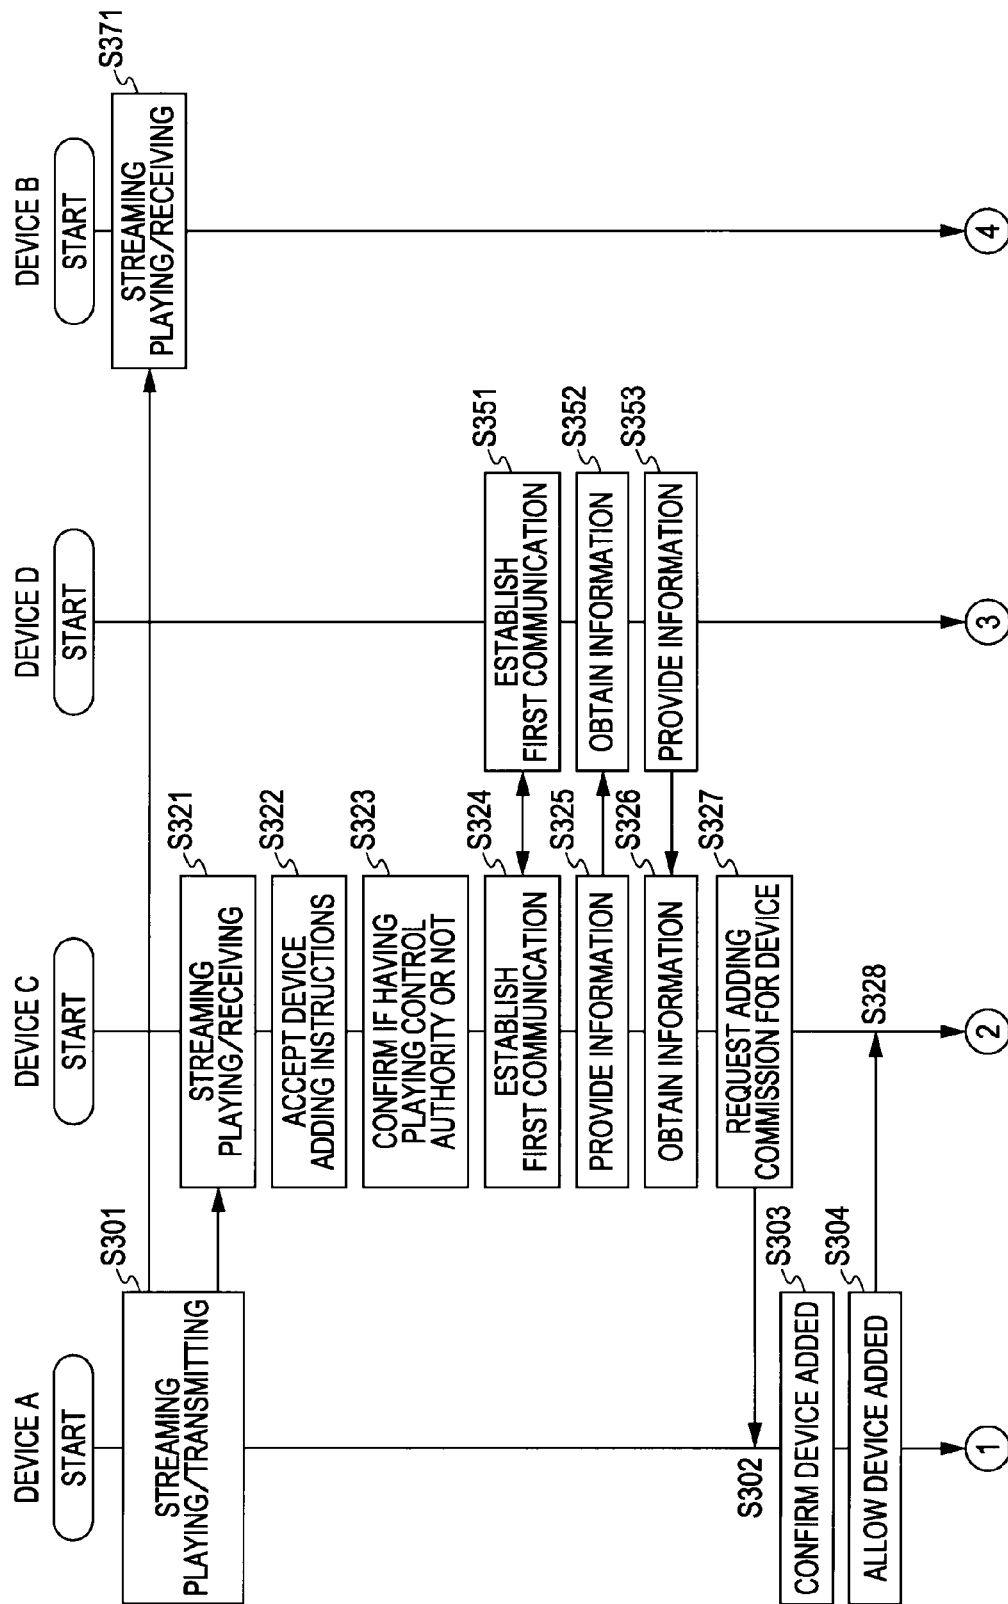 DEVICE A
START
STREAMING
PLAYING/TRANSMITTING
S301
S302
CONFIRM DEVICE ADDED
S303
ALLOW DEVICE ADDED
S304
1
DEVICE C
START
STREAMING
PLAYING/RECEIVING
S321
ACCEPT DEVICE
ADDING INSTRUCTIONS
S322
CONFIRM IF HAVING
PLAYING CONTROL
AUTHORITY OR NOT
S323
ESTABLISH
FIRST COMMUNICATION
S324
PROVIDE INFORMATION
S325
OBTAIN INFORMATION
S326
REQUEST ADDING
COMMISSION FOR DEVICE
S327
S328
2
DEVICE D
START
ESTABLISH
FIRST COMMUNICATION
S351
OBTAIN INFORMATION
S352
PROVIDE INFORMATION
S353
3
DEVICE B
START
STREAMING
PLAYING/RECEIVING
S371
4